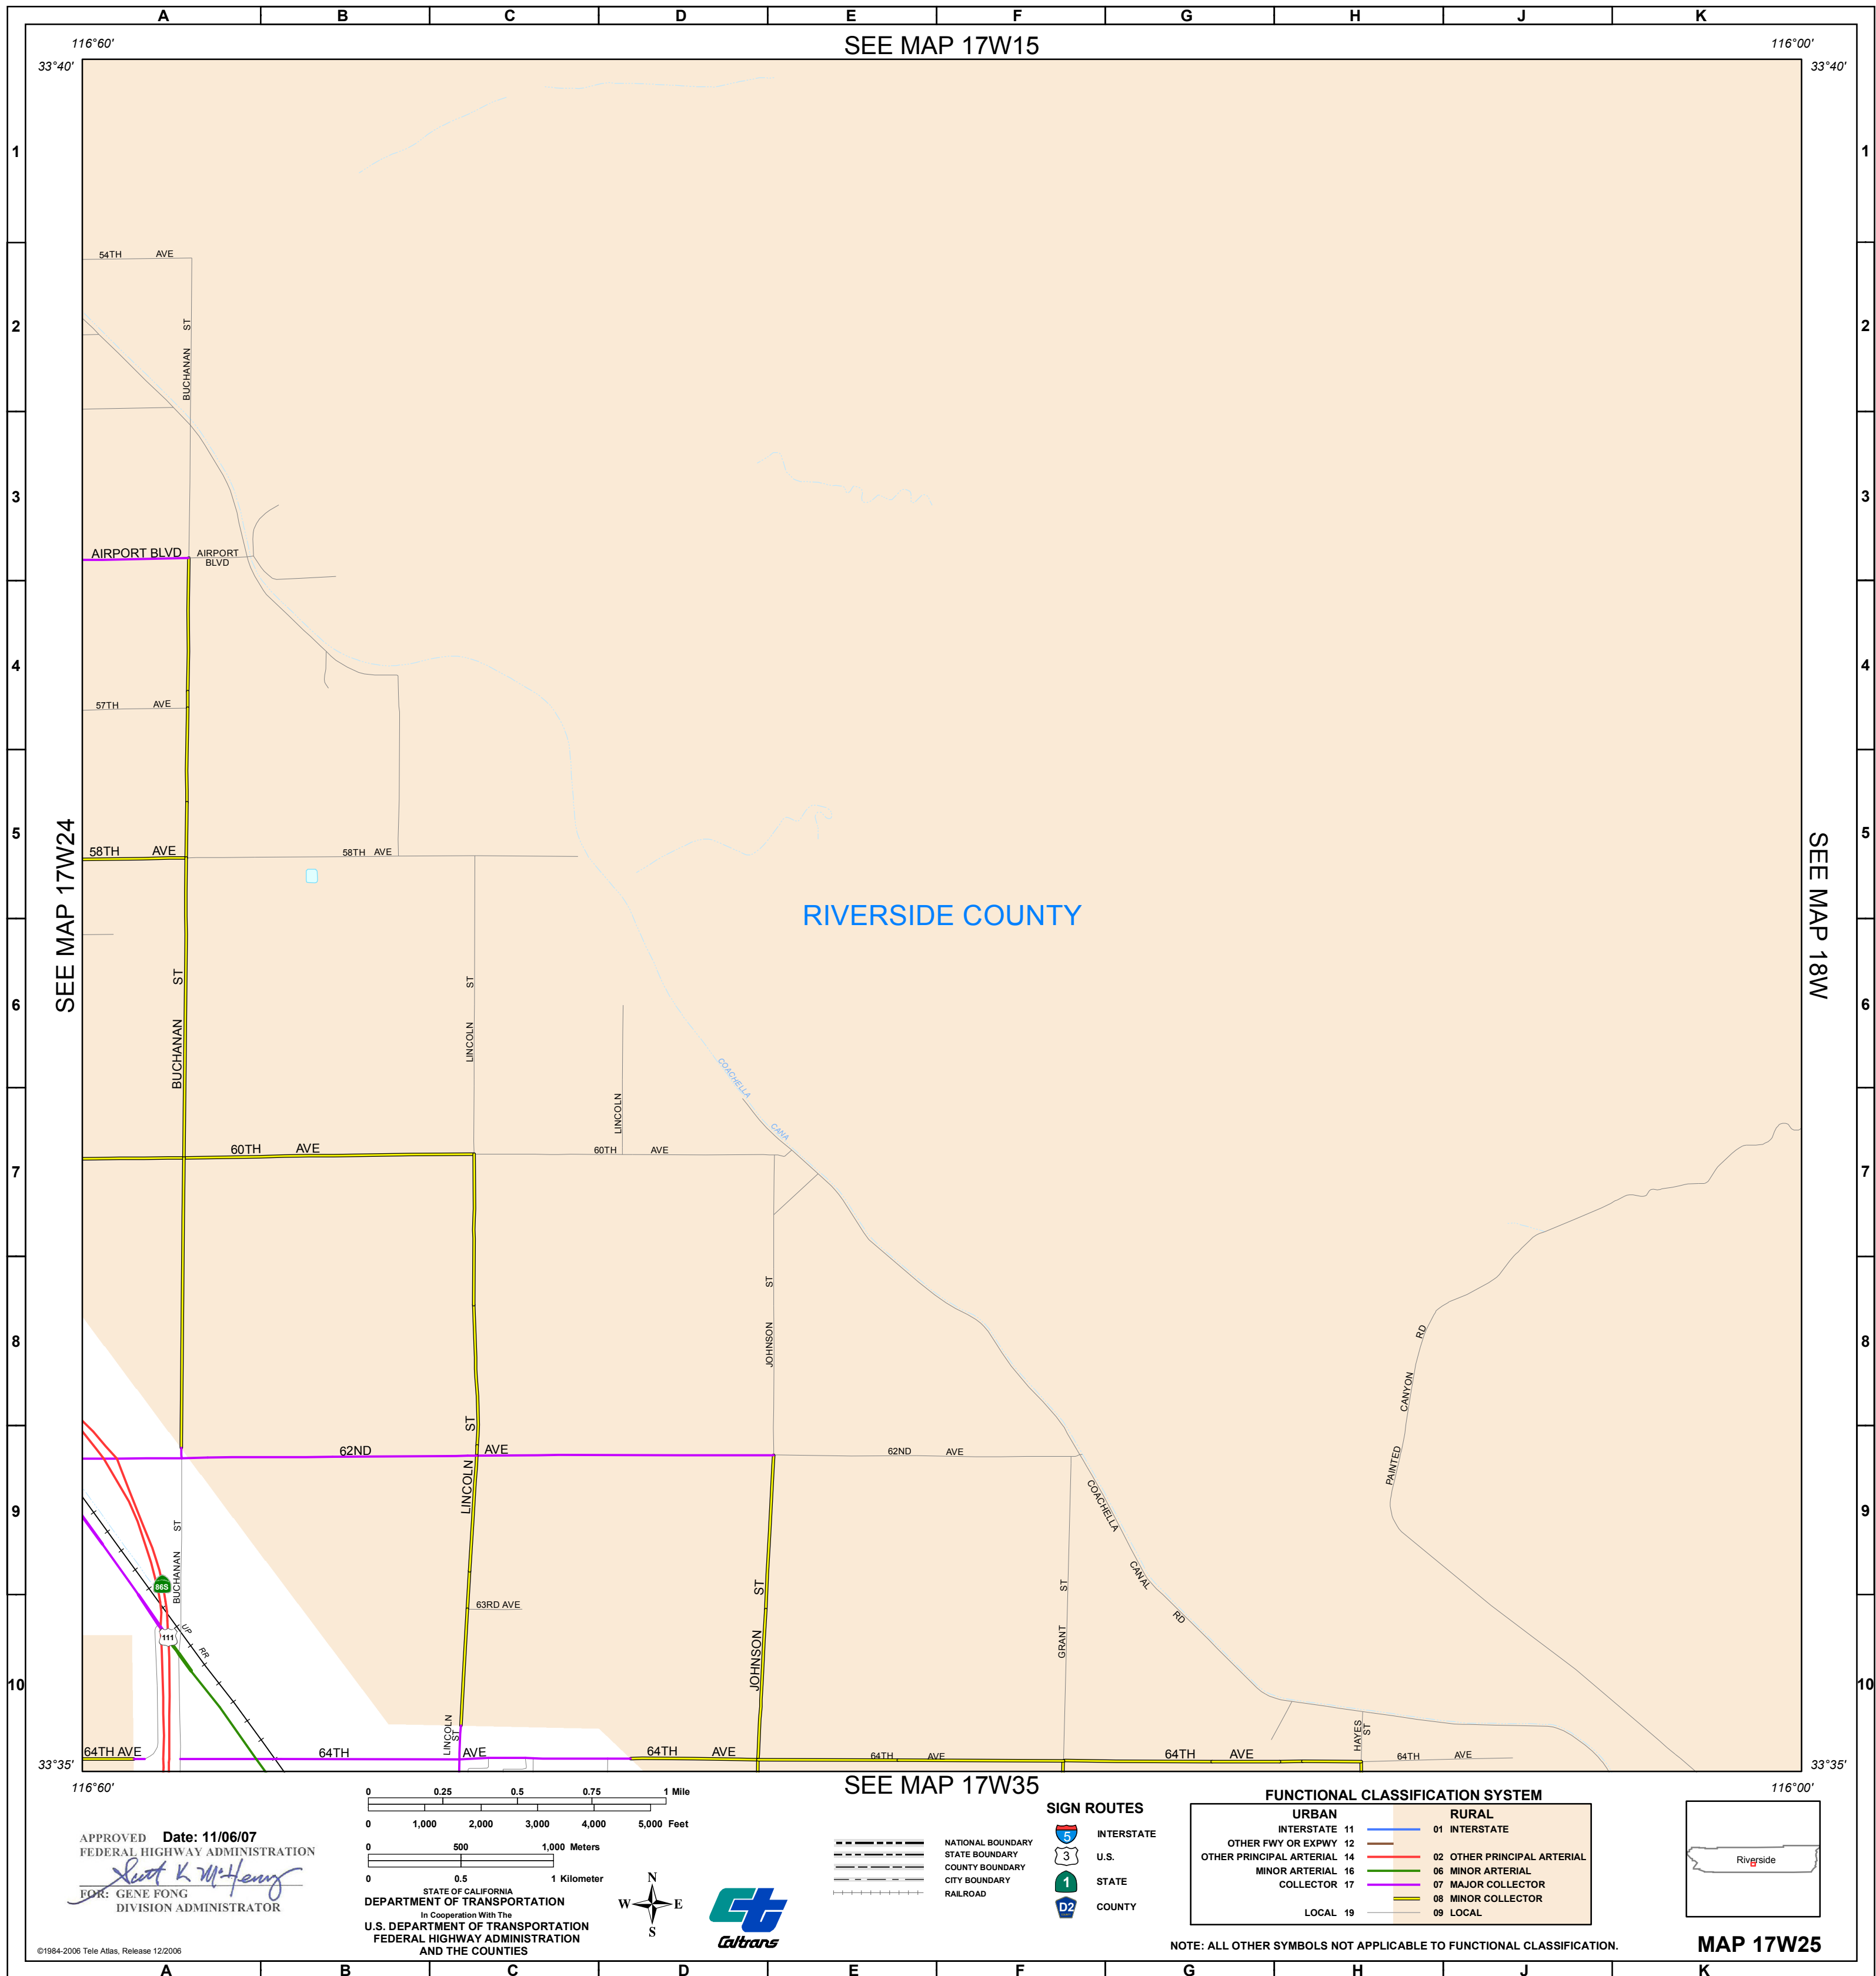 A B C D E F G H J K
SEE MAP 17W15
116°60'
116°00'
33°40'
33°40'
1
1
54TH AVE
2
2
BUCHANAN ST
3
3
AIRPORT BLVD
AIRPORT
BLVD
4
4
57TH AVE
5
5
58TH AVE
58TH AVE
SEE MAP 17W24
SEE MAP 18W
RIVERSIDE COUNTY
6
6
BUCHANAN ST
LINCOLN ST
LINCOLN
COACHELLA
CANA
60TH AVE
60TH AVE
7
7
JOHNSON ST
8
8
PAINTED CANYON RD
62ND AVE
62ND AVE
LINCOLN ST
9
9
COACHELLA CANAL RD
BUCHANAN ST
86S
111
UP RR
63RD AVE
JOHNSON ST
GRANT ST
10
10
LINCOLN
ST
HAYES
ST
64TH AVE
64TH AVE
64TH AVE
64TH AVE
64TH AVE
64TH AVE
33°35'
33°35'
116°60'
116°00'
SEE MAP 17W35
0 0.25 0.5 0.75 1 Mile
0 1,000 2,000 3,000 4,000 5,000 Feet
0 500 1,000 Meters
0 0.5 1 Kilometer
STATE OF CALIFORNIA
DEPARTMENT OF TRANSPORTATION
In Cooperation With The
U.S. DEPARTMENT OF TRANSPORTATION
FEDERAL HIGHWAY ADMINISTRATION
AND THE COUNTIES
APPROVED Date: 11/06/07
FEDERAL HIGHWAY ADMINISTRATION
Scott K McHenry
FOR: GENE FONG
DIVISION ADMINISTRATOR
©1984-2006 Tele Atlas, Release 12/2006
N
W E
S
Caltrans
NATIONAL BOUNDARY
STATE BOUNDARY
COUNTY BOUNDARY
CITY BOUNDARY
RAILROAD
SIGN ROUTES
5 INTERSTATE
3 U.S.
1 STATE
D2 COUNTY
FUNCTIONAL CLASSIFICATION SYSTEM
URBAN RURAL
INTERSTATE 11 01 INTERSTATE
OTHER FWY OR EXPWY 12
OTHER PRINCIPAL ARTERIAL 14 02 OTHER PRINCIPAL ARTERIAL
MINOR ARTERIAL 16 06 MINOR ARTERIAL
COLLECTOR 17 07 MAJOR COLLECTOR
08 MINOR COLLECTOR
LOCAL 19 09 LOCAL
NOTE: ALL OTHER SYMBOLS NOT APPLICABLE TO FUNCTIONAL CLASSIFICATION.
Riverside
MAP 17W25
A B C D E F G H J K